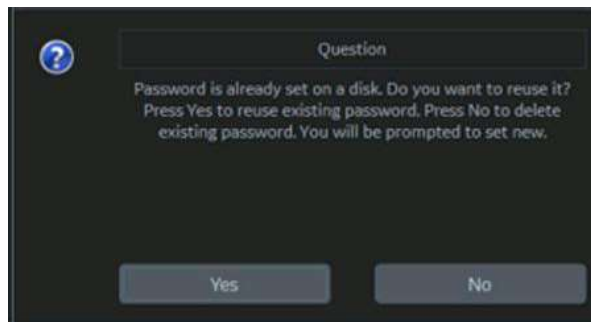 Question
Password is already set on a disk. Do you want to reuse it?
Press Yes to reuse existing password. Press No to delete
existing password. You will be prompted to set new.
Yes
No